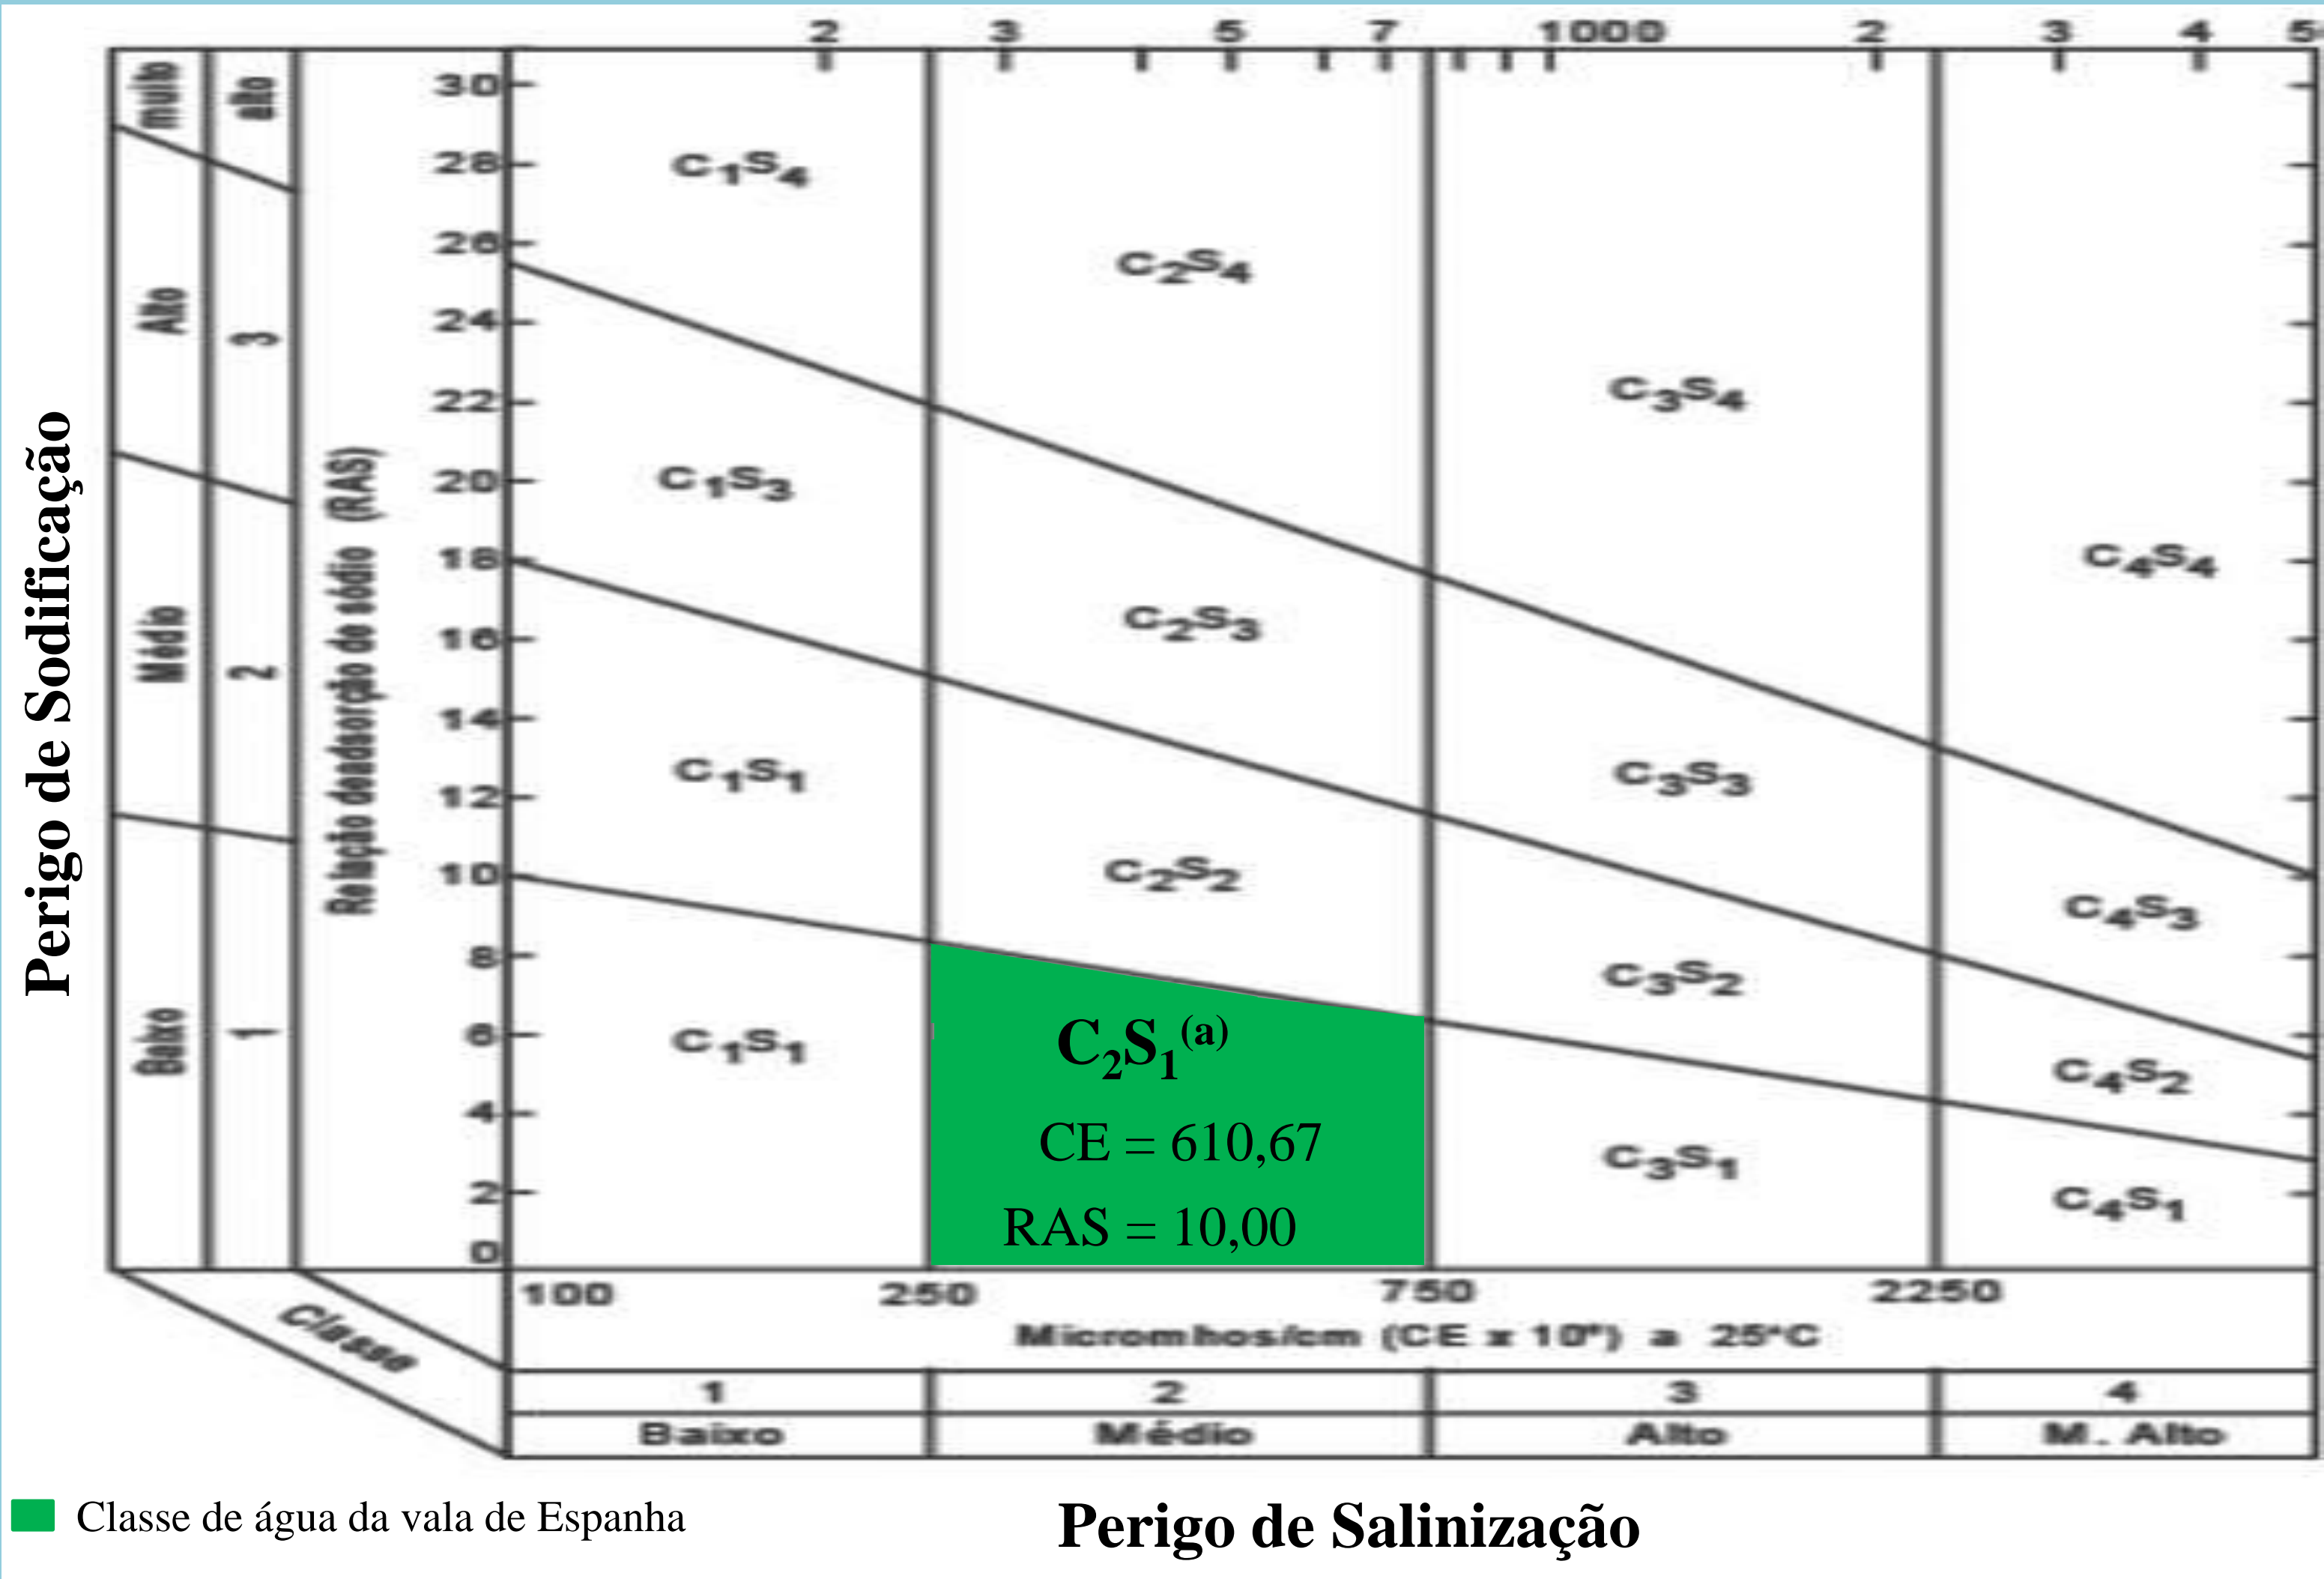 2 3 5 7 1000 2 3 4 5
muito alto
Alto 3
Médio 2
Baixo 1
Perigo de Sodificação
Relação deadsorção de sódio (RAS)
30
28
26
24
22
20
18
16
14
12
10
8
6
4
2
0
C1S4
C2S4
C3S4
C4S4
C1S3
C2S3
C3S3
C4S3
C1S1
C2S2
C3S2
C4S2
C1S1
C2S1(a)
CE = 610,67
RAS = 10,00
C3S1
C4S1
100 250 750 2250
Micromhos/cm (CE x 10⁶) a 25°C
Classe
1 2 3 4
Baixo Médio Alto M. Alto
Classe de água da vala de Espanha
Perigo de Salinização